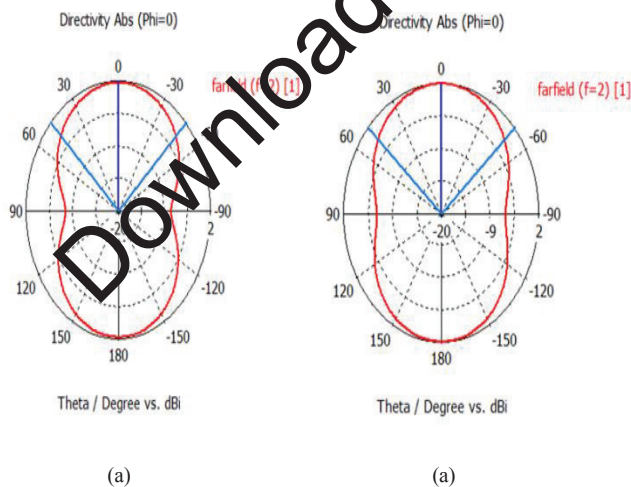 Directivity Abs (Phi=0)
0
30 -30
farfield (f=2) [1]
60
90 -90
2
120 -120
150 -150
180
Theta / Degree vs. dBi
(a)
Directivity Abs (Phi=0)
0
30 -30
farfield (f=2) [1]
60 -60
90 -90
-20 -9 2
120 -120
150 -150
180
Theta / Degree vs. dBi
(a)
Download